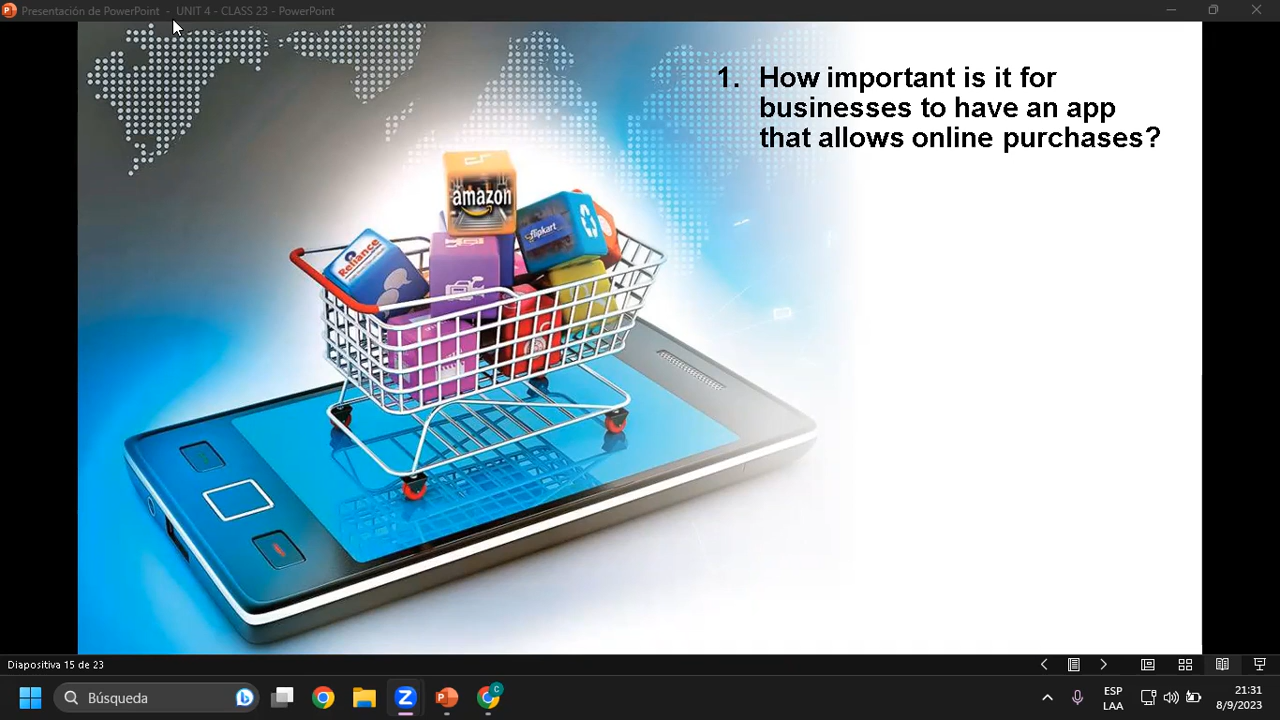 Presentación de PowerPoint - UNIT 4 - CLASS 23 - PowerPoint
1. How important is it for
businesses to have an app
that allows online purchases?
amazon
flipkart
Reliance
Diapositiva 15 de 23
Búsqueda
ESP
LAA
21:31
8/9/2023